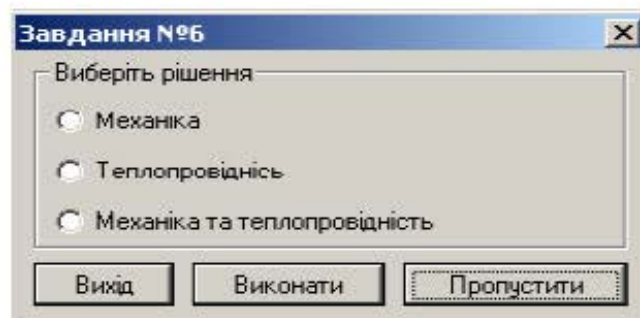 Завдання №6
Виберіть рішення
Механіка
Теплопровіднісь
Механіка та теплопровідність
Вихід Виконати Пропустити